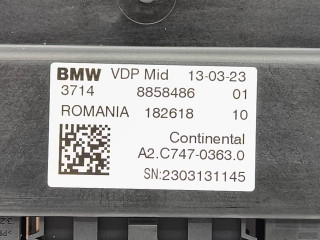 BMW VDP Mid 13-03-23
3714 8858486 01
ROMANIA 182618 10
Continental
A2.C747-0363.0
SN:2303131145